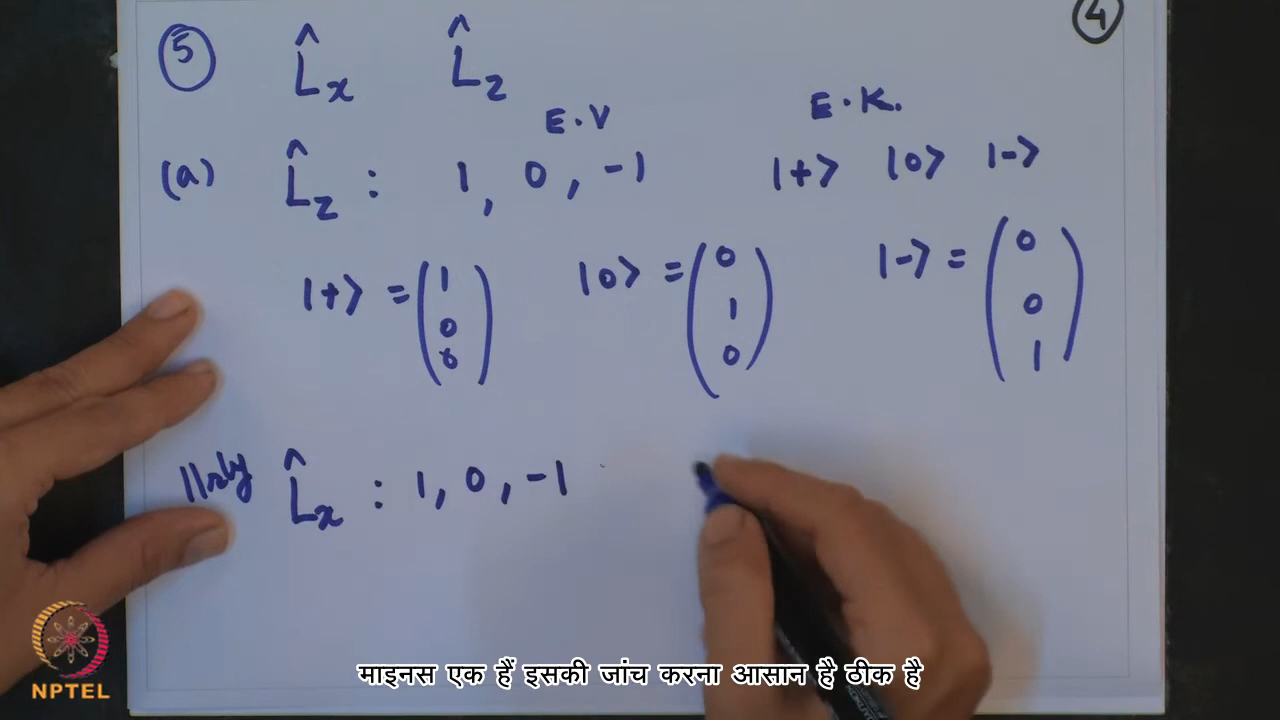 ④
⑤ L̂x L̂z
E.V E.K.
(a) L̂z : 1, 0, -1 |+> |0> |->
|+> = (1 0 0) |0> = (0 1 0) |-> = (0 0 1)
llrly L̂x : 1, 0, -1
माइनस एक हैं इसकी जांच करना आसान है ठीक है
NPTEL